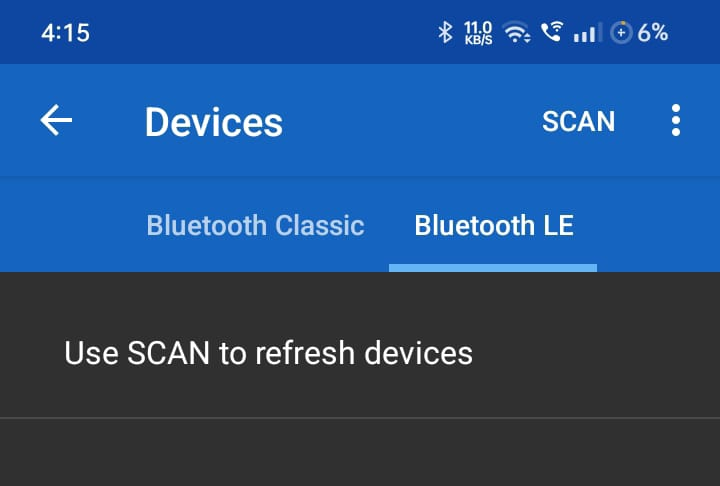 4:15 11.0 KB/S 6%
Devices SCAN
Bluetooth Classic Bluetooth LE
Use SCAN to refresh devices